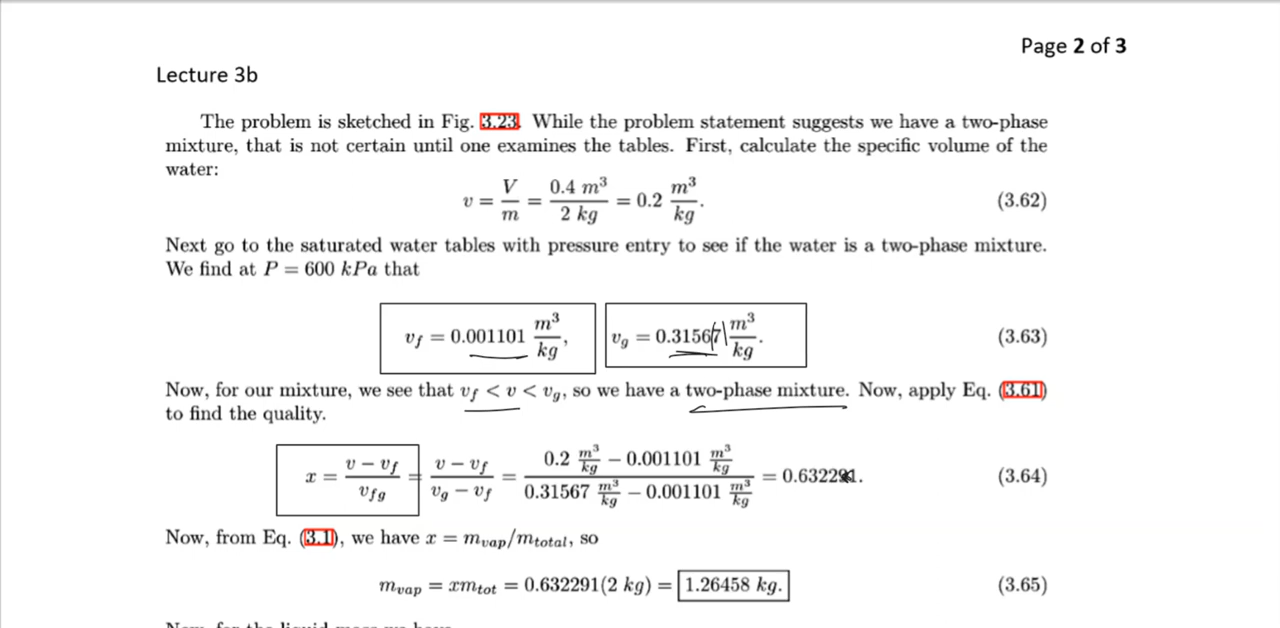 Page 2 of 3
Lecture 3b
The problem is sketched in Fig. 3.23. While the problem statement suggests we have a two-phase
mixture, that is not certain until one examines the tables. First, calculate the specific volume of the
water:
v = V/m = 0.4 m³/2 kg = 0.2 m³/kg. (3.62)
Next go to the saturated water tables with pressure entry to see if the water is a two-phase mixture.
We find at P = 600 kPa that
v_f = 0.001101 m³/kg, v_g = 0.31567 m³/kg. (3.63)
Now, for our mixture, we see that v_f < v < v_g, so we have a two-phase mixture. Now, apply Eq. (3.61)
to find the quality.
x = (v − v_f)/v_fg = (v − v_f)/(v_g − v_f) = (0.2 m³/kg − 0.001101 m³/kg)/(0.31567 m³/kg − 0.001101 m³/kg) = 0.632291. (3.64)
Now, from Eq. (3.1), we have x = m_vap/m_total, so
m_vap = xm_tot = 0.632291(2 kg) = 1.26458 kg. (3.65)